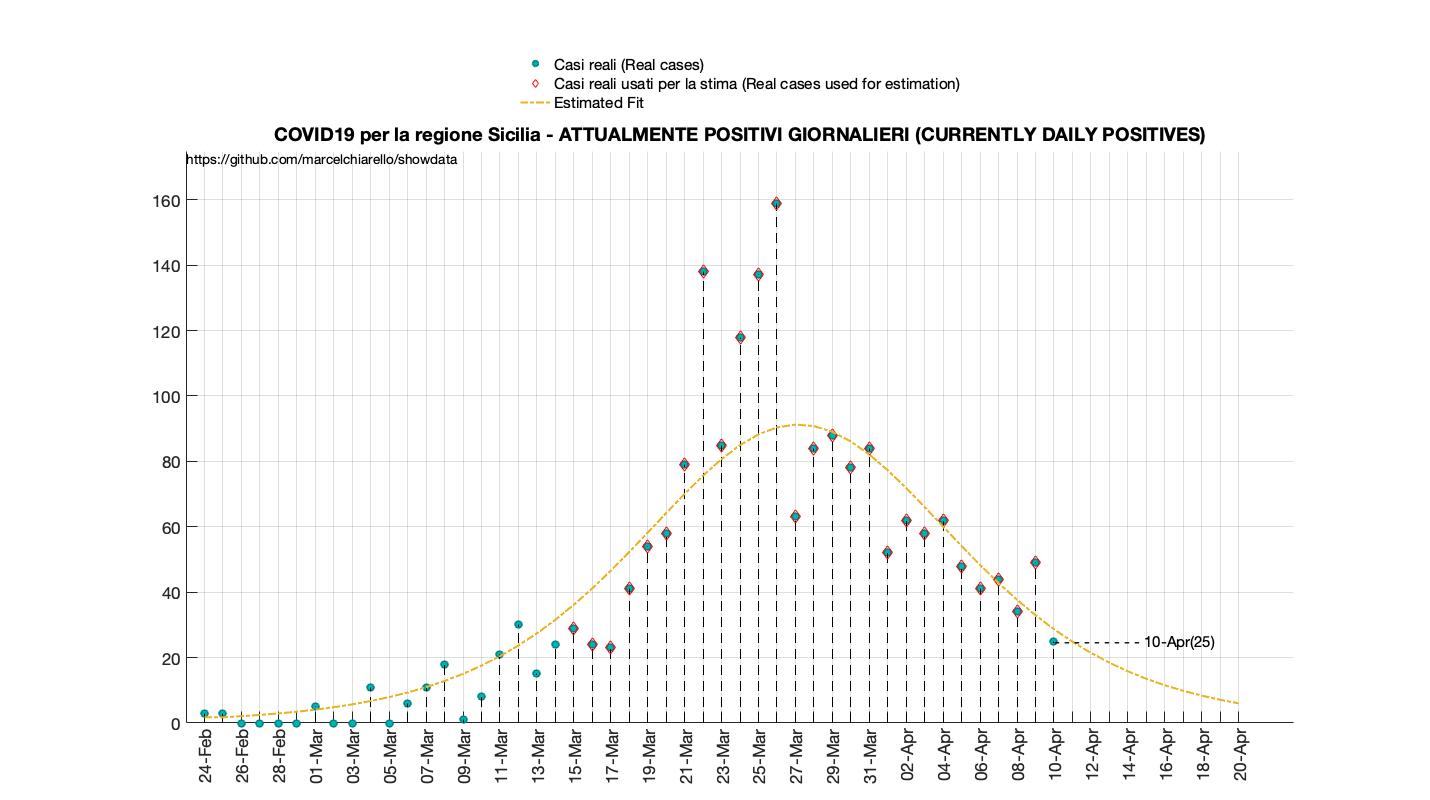 Casi reali (Real cases)
Casi reali usati per la stima (Real cases used for estimation)
Estimated Fit
COVID19 per la regione Sicilia - ATTUALMENTE POSITIVI GIORNALIERI (CURRENTLY DAILY POSITIVES)
https://github.com/marcelchiarello/showdata
160
140
120
100
80
60
40
20
0
10-Apr(25)
24-Feb
26-Feb
28-Feb
01-Mar
03-Mar
05-Mar
07-Mar
09-Mar
11-Mar
13-Mar
15-Mar
17-Mar
19-Mar
21-Mar
23-Mar
25-Mar
27-Mar
29-Mar
31-Mar
02-Apr
04-Apr
06-Apr
08-Apr
10-Apr
12-Apr
14-Apr
16-Apr
18-Apr
20-Apr